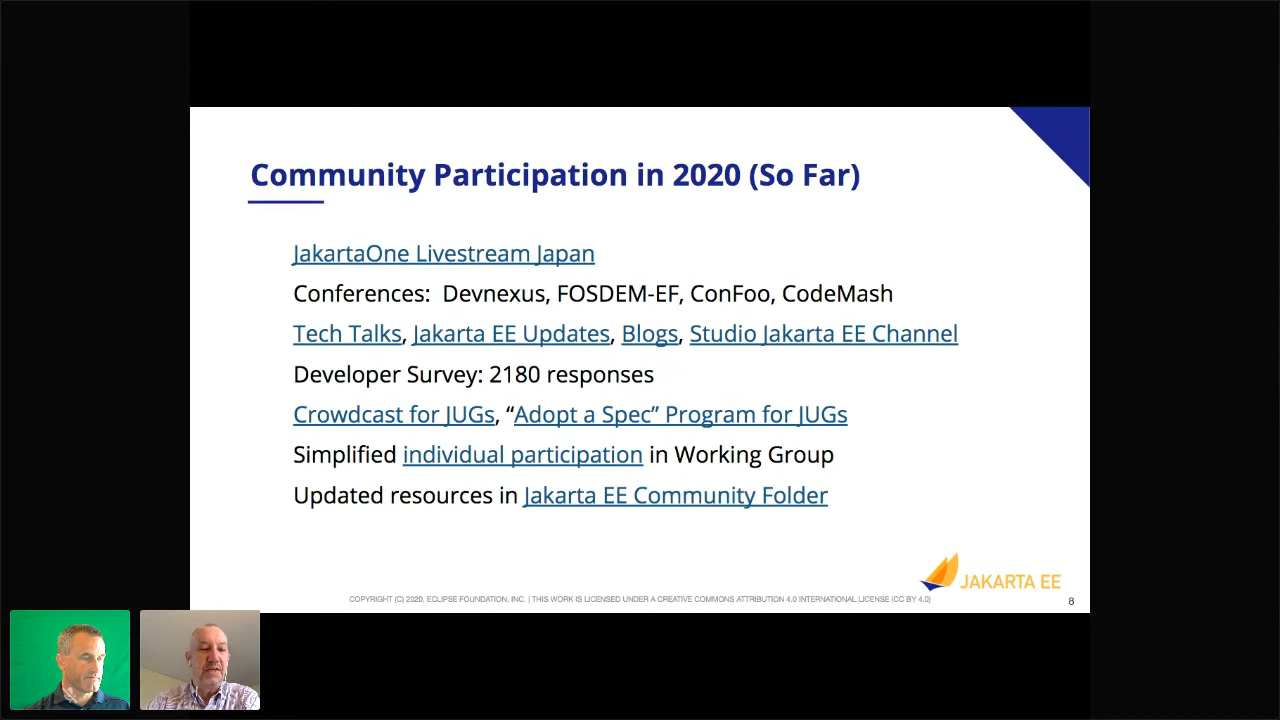 Community Participation in 2020 (So Far)
JakartaOne Livestream Japan
Conferences:  Devnexus, FOSDEM-EF, ConFoo, CodeMash
Tech Talks, Jakarta EE Updates, Blogs, Studio Jakarta EE Channel
Developer Survey: 2180 responses
Crowdcast for JUGs, “Adopt a Spec” Program for JUGs
Simplified individual participation in Working Group
Updated resources in Jakarta EE Community Folder
JAKARTA EE
COPYRIGHT (C) 2020, ECLIPSE FOUNDATION, INC. | THIS WORK IS LICENSED UNDER A CREATIVE COMMONS ATTRIBUTION 4.0 INTERNATIONAL LICENSE (CC BY 4.0)
8